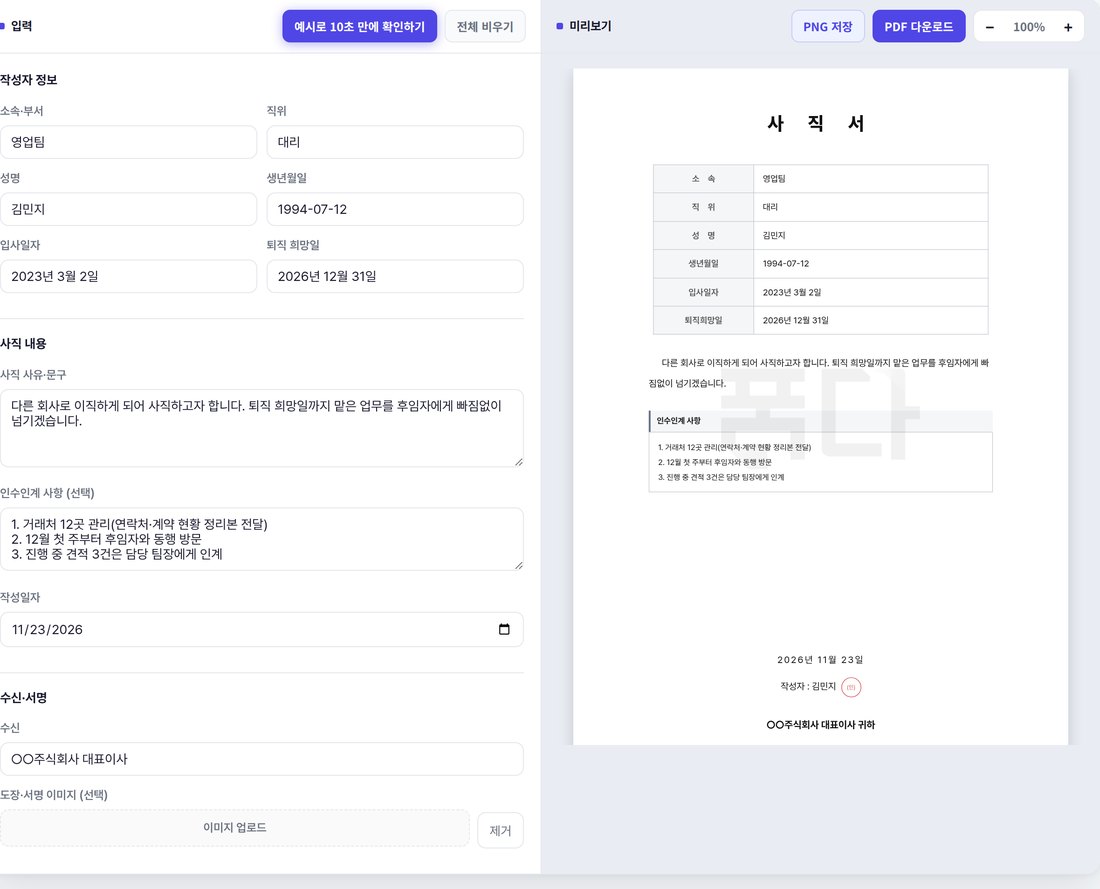 입력
예시로 10초 만에 확인하기
전체 비우기
작성자 정보
소속·부서
직위
영업팀
대리
성명
생년월일
김민지
1994-07-12
입사일자
퇴직 희망일
2023년 3월 2일
2026년 12월 31일
사직 내용
사직 사유·문구
다른 회사로 이직하게 되어 사직하고자 합니다. 퇴직 희망일까지 맡은 업무를 후임자에게 빠짐없이
넘기겠습니다.
인수인계 사항 (선택)
1. 거래처 12곳 관리(연락처·계약 현황 정리본 전달)
2. 12월 첫 주부터 후임자와 동행 방문
3. 진행 중 견적 3건은 담당 팀장에게 인계
작성일자
11/23/2026
수신·서명
수신
○○주식회사 대표이사
도장·서명 이미지 (선택)
이미지 업로드
제거
미리보기
PNG 저장
PDF 다운로드
− 100% +
사 직 서
소 속 영업팀
직 위 대리
성 명 김민지
생년월일 1994-07-12
입사일자 2023년 3월 2일
퇴직희망일 2026년 12월 31일
다른 회사로 이직하게 되어 사직하고자 합니다. 퇴직 희망일까지 맡은 업무를 후임자에게 빠
짐없이 넘기겠습니다.
폭다
인수인계 사항
1. 거래처 12곳 관리(연락처·계약 현황 정리본 전달)
2. 12월 첫 주부터 후임자와 동행 방문
3. 진행 중 견적 3건은 담당 팀장에게 인계
2026년 11월 23일
작성자 : 김민지 (인)
○○주식회사 대표이사 귀하